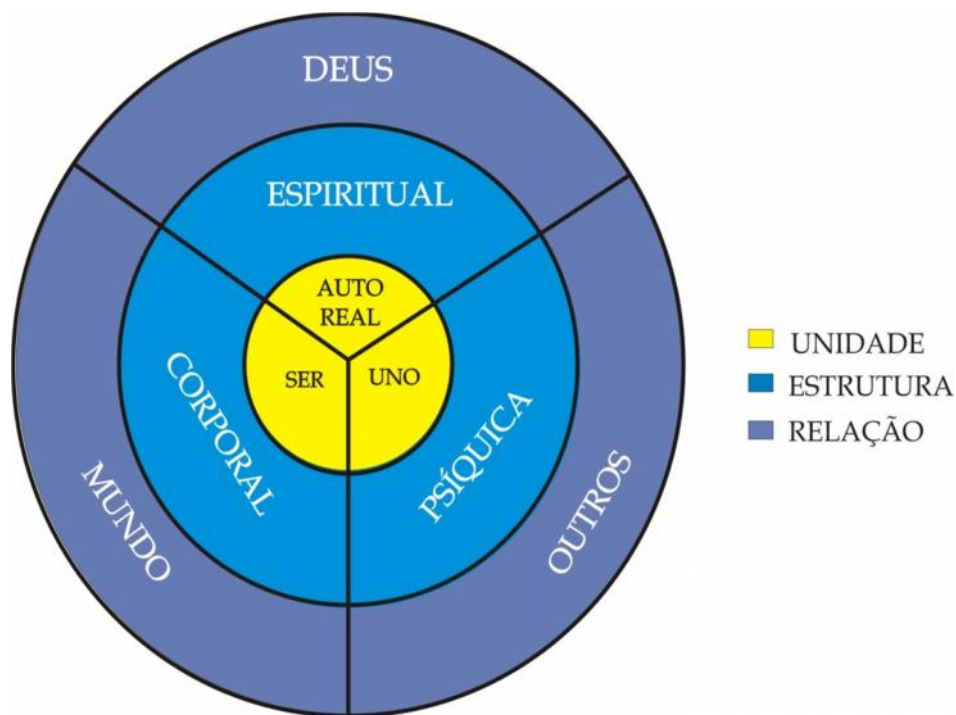 DEUS
ESPIRITUAL
AUTO
REAL
SER
UNO
CORPORAL
PSÍQUICA
MUNDO
OUTROS
UNIDADE
ESTRUTURA
RELAÇÃO